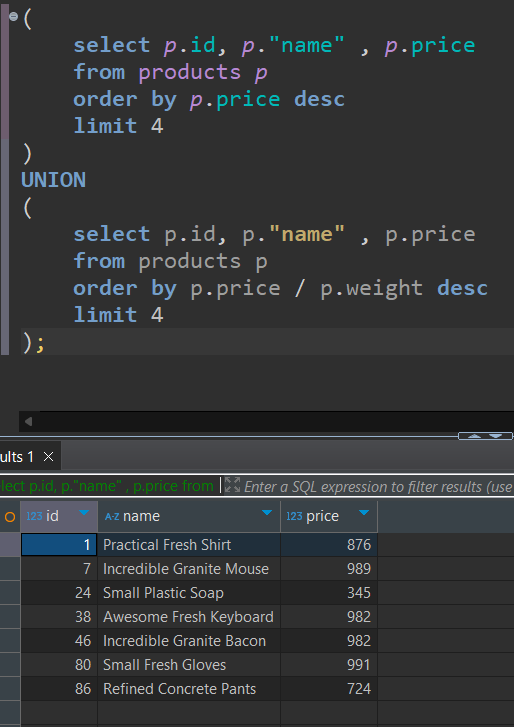 (
select p.id, p."name" , p.price
from products p
order by p.price desc
limit 4
)
UNION
(
select p.id, p."name" , p.price
from products p
order by p.price / p.weight desc
limit 4
);
ults 1
lect p.id, p."name" , p.price from
Enter a SQL expression to filter results (use
123 id A-Z name 123 price
1 Practical Fresh Shirt 876
7 Incredible Granite Mouse 989
24 Small Plastic Soap 345
38 Awesome Fresh Keyboard 982
46 Incredible Granite Bacon 982
80 Small Fresh Gloves 991
86 Refined Concrete Pants 724